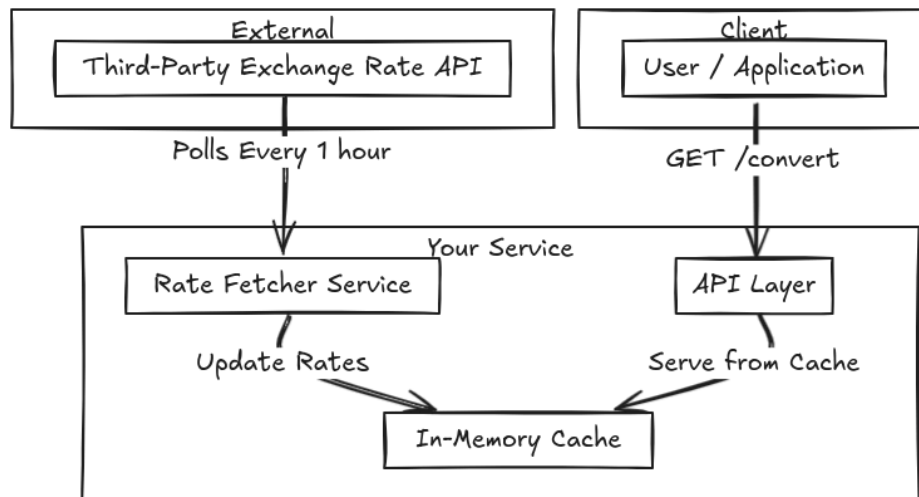 External
Third-Party Exchange Rate API
Client
User / Application
Polls Every 1 hour
GET /convert
Your Service
Rate Fetcher Service
API Layer
Update Rates
Serve from Cache
In-Memory Cache